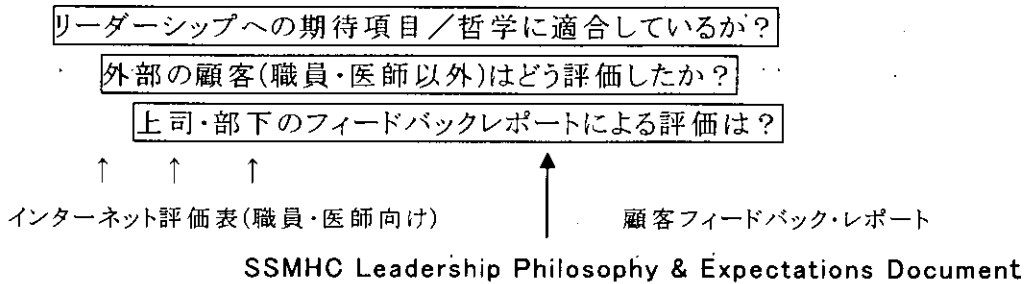 リーダーシップへの期待項目／哲学に適合しているか？
外部の顧客(職員・医師以外)はどう評価したか？
上司・部下のフィードバックレポートによる評価は？
↑ ↑ ↑
インターネット評価表(職員・医師向け) 顧客フィードバック・レポート
SSMHC Leadership Philosophy & Expectations Document